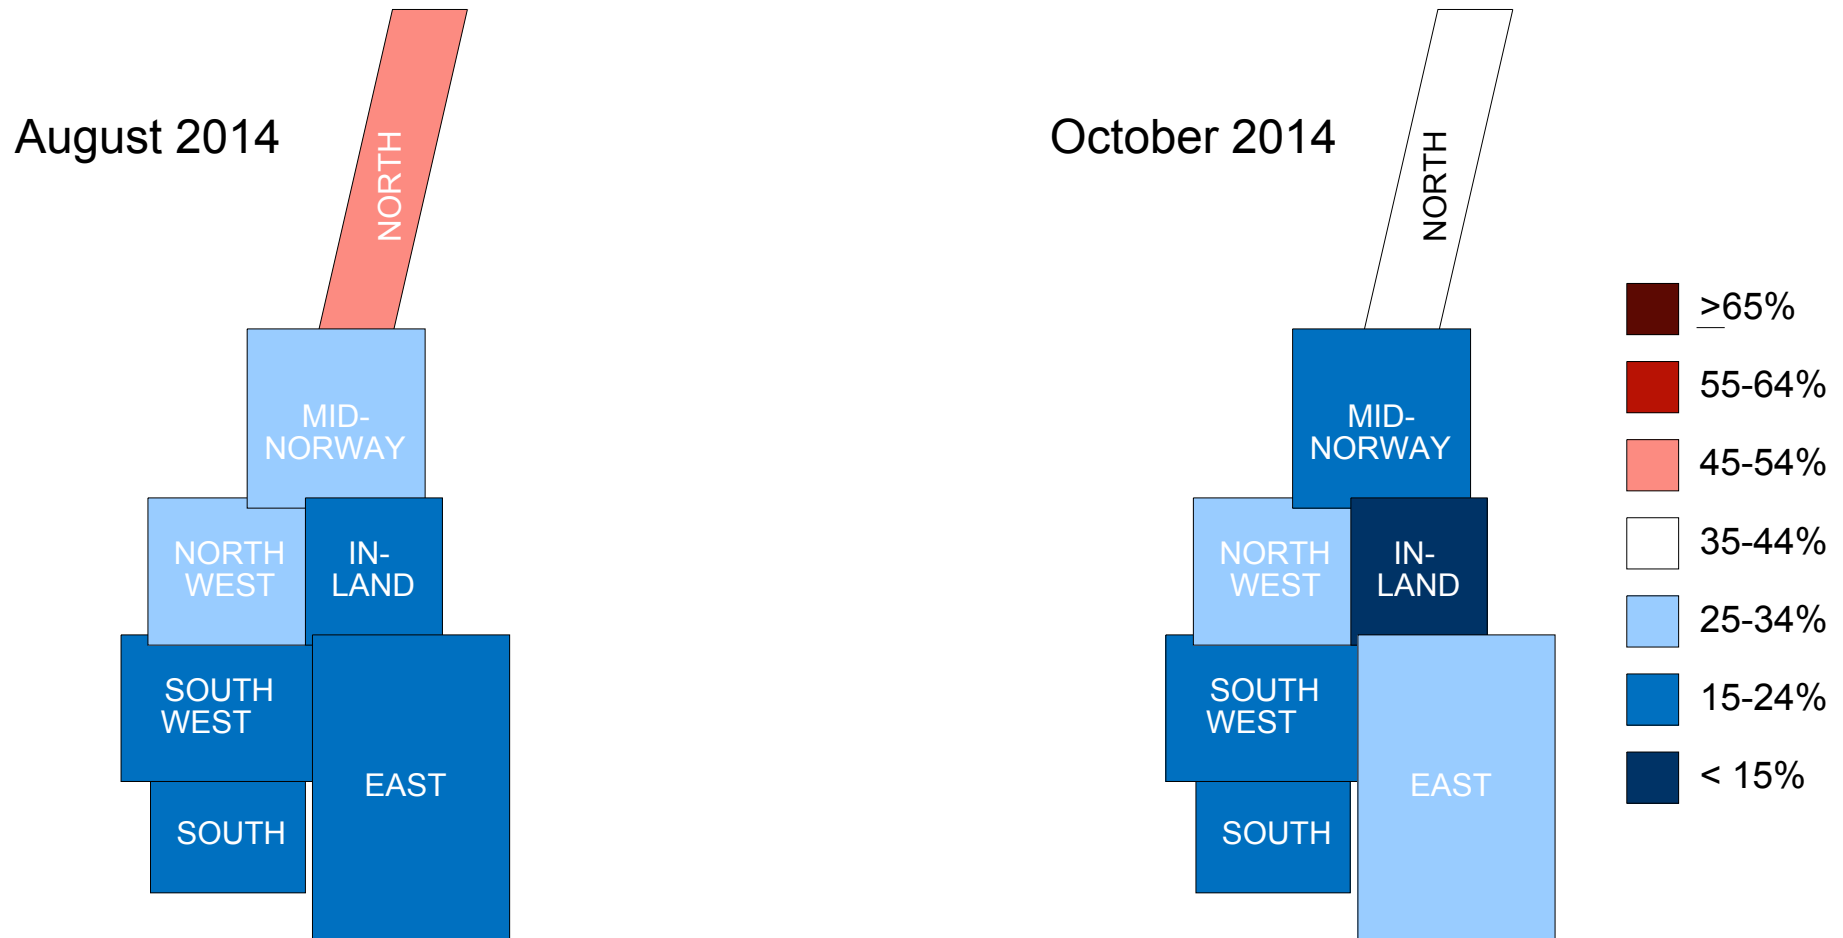 August 2014
NORTH
MID-
NORWAY
NORTH
WEST
IN-
LAND
SOUTH
WEST
EAST
SOUTH
October 2014
NORTH
MID-
NORWAY
NORTH
WEST
IN-
LAND
SOUTH
WEST
EAST
SOUTH
≥65%
55-64%
45-54%
35-44%
25-34%
15-24%
< 15%